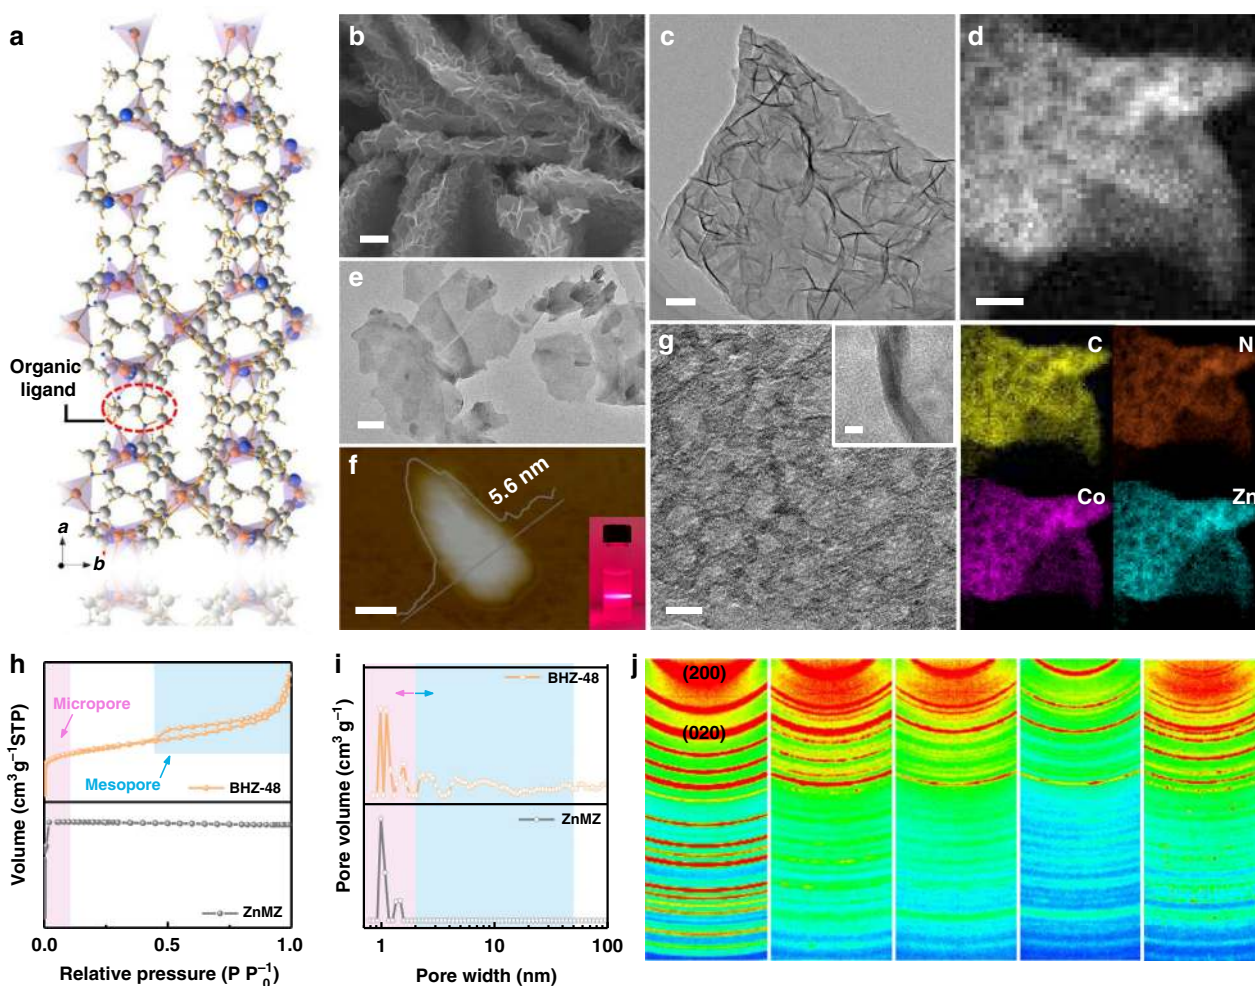 a
b
c
d
Organic
ligand
a
b
e
f
5.6 nm
g
C
N
Co
Zn
h
Micropore
Mesopore
BHZ-48
ZnMZ
Volume (cm³ g⁻¹STP)
0.0
0.5
1.0
Relative pressure (P P₀⁻¹)
i
BHZ-48
ZnMZ
Pore volume (cm³ g⁻¹)
1
10
100
Pore width (nm)
j
(200)
(020)